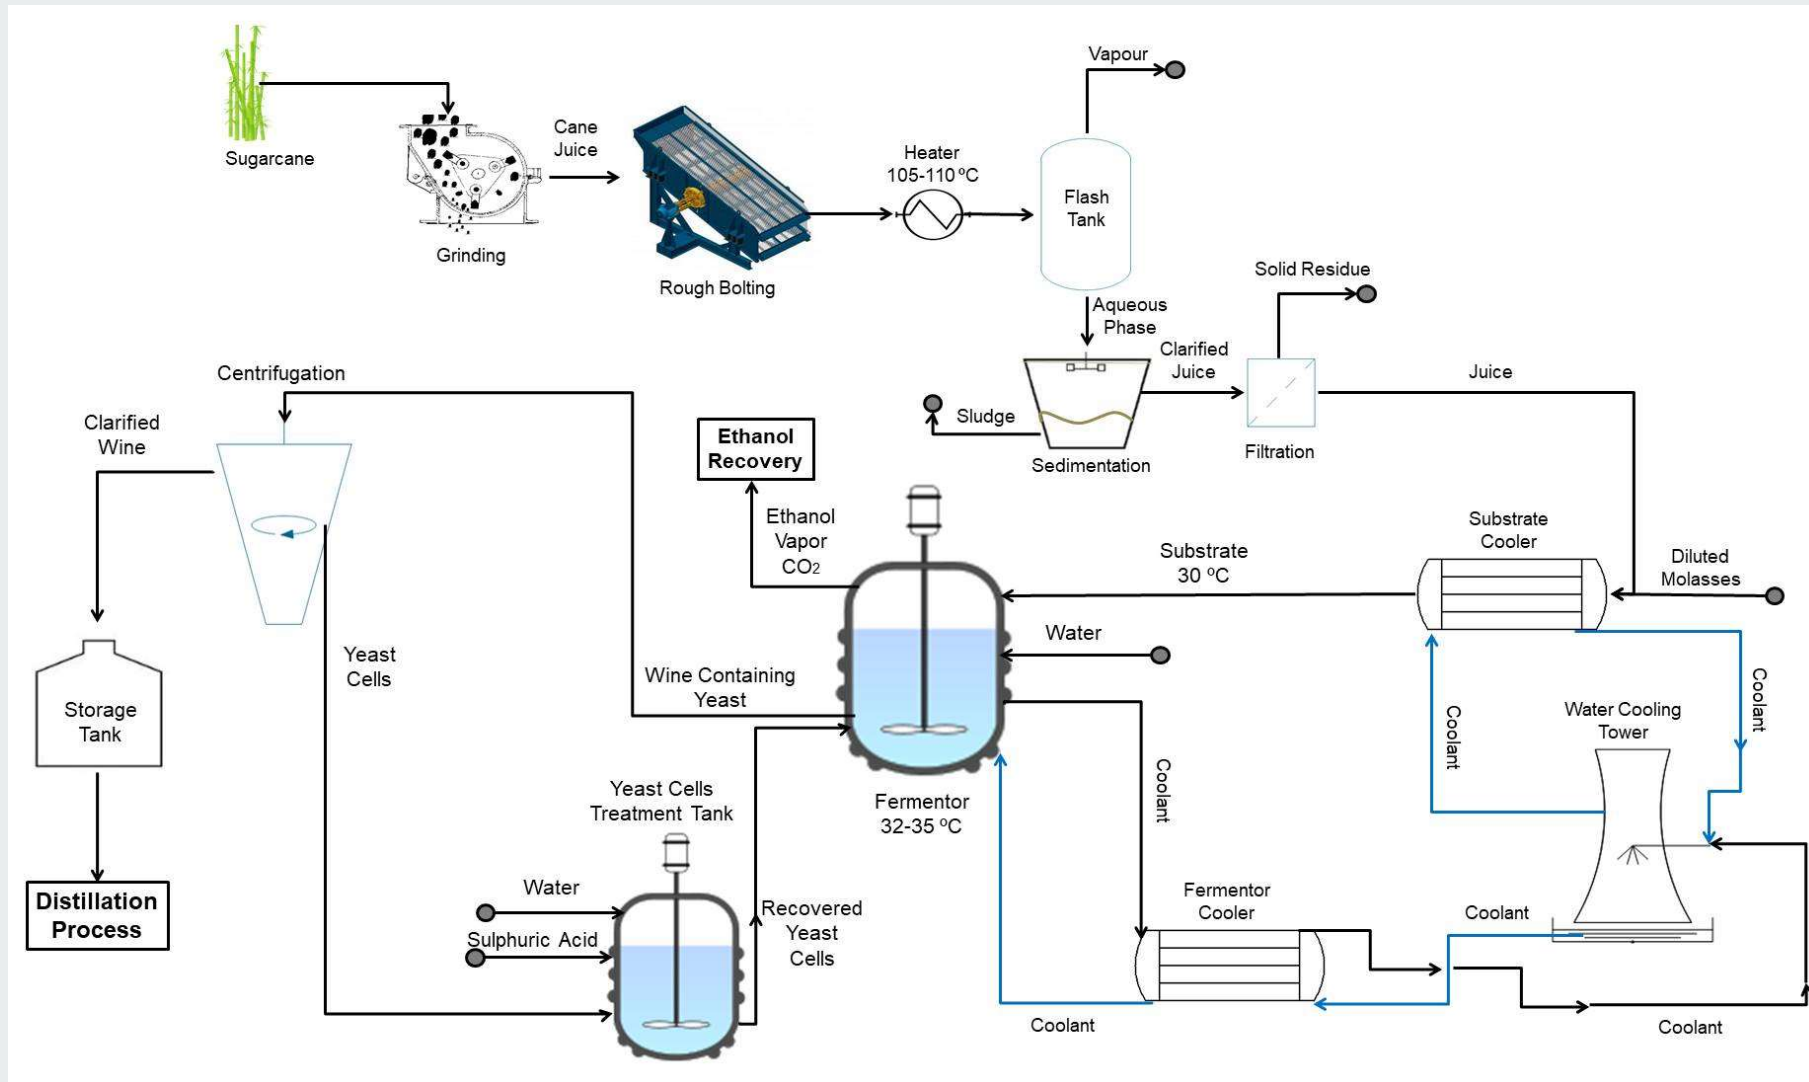 Sugarcane
Grinding
Cane
Juice
Rough Bolting
Heater
105-110 ºC
Vapour
Flash
Tank
Aqueous
Phase
Sludge
Sedimentation
Clarified
Juice
Solid Residue
Filtration
Juice
Centrifugation
Clarified
Wine
Storage
Tank
Distillation
Process
Yeast
Cells
Ethanol
Recovery
Ethanol
Vapor
CO2
Wine Containing
Yeast
Yeast Cells
Treatment Tank
Water
Sulphuric Acid
Recovered
Yeast
Cells
Fermentor
32-35 ºC
Substrate
30 ºC
Water
Substrate
Cooler
Diluted
Molasses
Coolant
Coolant
Water Cooling
Tower
Coolant
Fermentor
Cooler
Coolant
Coolant
Coolant